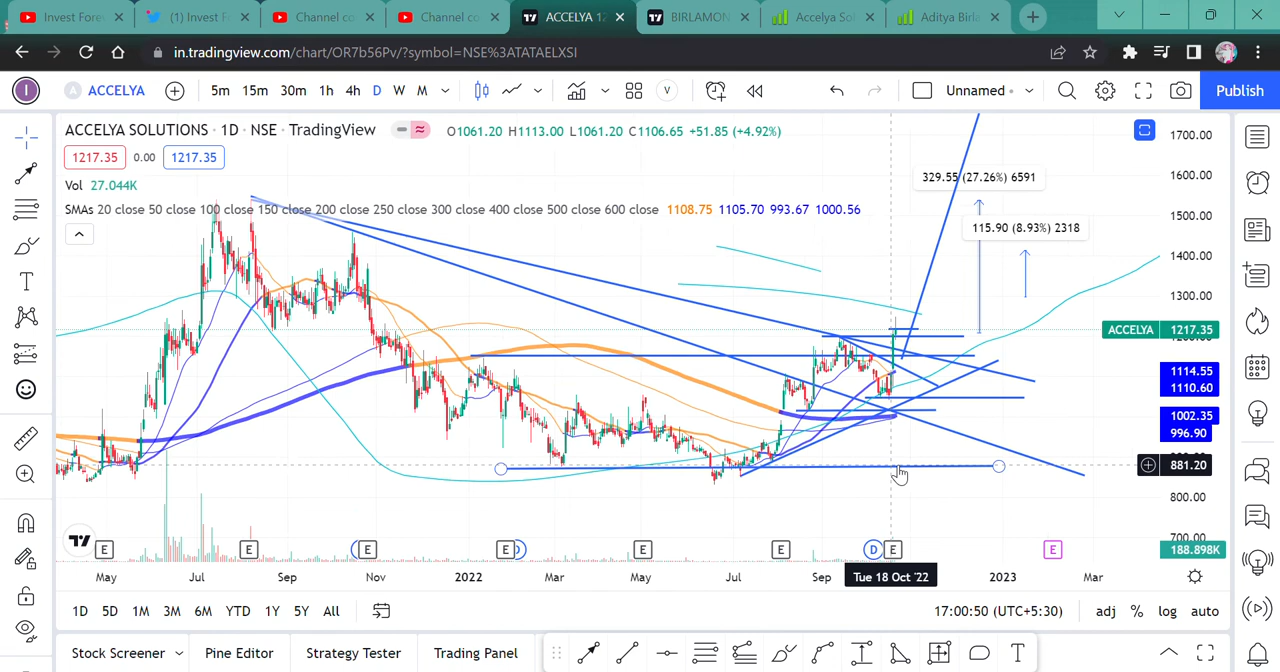 Invest Fore
(1) Invest F
Channel co
Channel co
ACCELYA 12
BIRLAMON
Accelya Sol
Aditya Birla
in.tradingview.com/chart/OR7b56Pv/?symbol=NSE%3ATATAELXSI
I
A ACCELYA
5m 15m 30m 1h 4h D W M
V
Unnamed
Publish
ACCELYA SOLUTIONS · 1D · NSE · TradingView
O1061.20 H1113.00 L1061.20 C1106.65 +51.85 (+4.92%)
1217.35 0.00 1217.35
Vol 27.044K
SMAs 20 close 50 close 100 close 150 close 200 close 250 close 300 close 400 close 500 close 600 close 1108.75 1105.70 993.67 1000.56
329.55 (27.26%) 6591
115.90 (8.93%) 2318
1700.00
1600.00
1500.00
1400.00
1300.00
ACCELYA 1217.35
1114.55
1110.60
1002.35
996.90
881.20
800.00
700.00
188.898K
E E E E D E E D E E
May Jul Sep Nov 2022 Mar May Jul Sep Tue 18 Oct '22 2023 Mar
1D 5D 1M 3M 6M YTD 1Y 5Y All
17:00:50 (UTC+5:30) adj % log auto
Stock Screener Pine Editor Strategy Tester Trading Panel
T